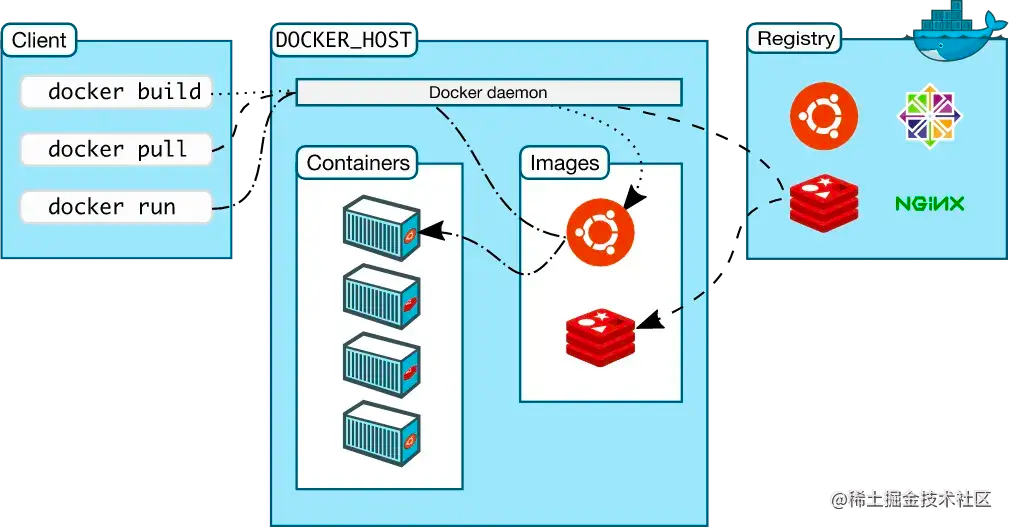 Client
docker build
docker pull
docker run
DOCKER_HOST
Docker daemon
Containers
Images
Registry
NGiNX
@稀土掘金技术社区